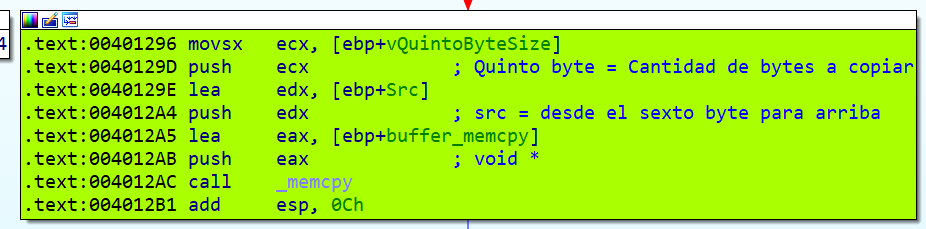 4
.text:00401296 movsx ecx, [ebp+vQuintoByteSize]
.text:0040129D push ecx ; Quinto byte = Cantidad de bytes a copiar
.text:0040129E lea edx, [ebp+Src]
.text:004012A4 push edx ; src = desde el sexto byte para arriba
.text:004012A5 lea eax, [ebp+buffer_memcpy]
.text:004012AB push eax ; void *
.text:004012AC call _memcpy
.text:004012B1 add esp, 0Ch